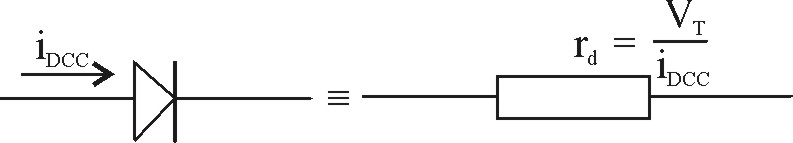 i_DCC
≡
r_d = V_T / i_DCC